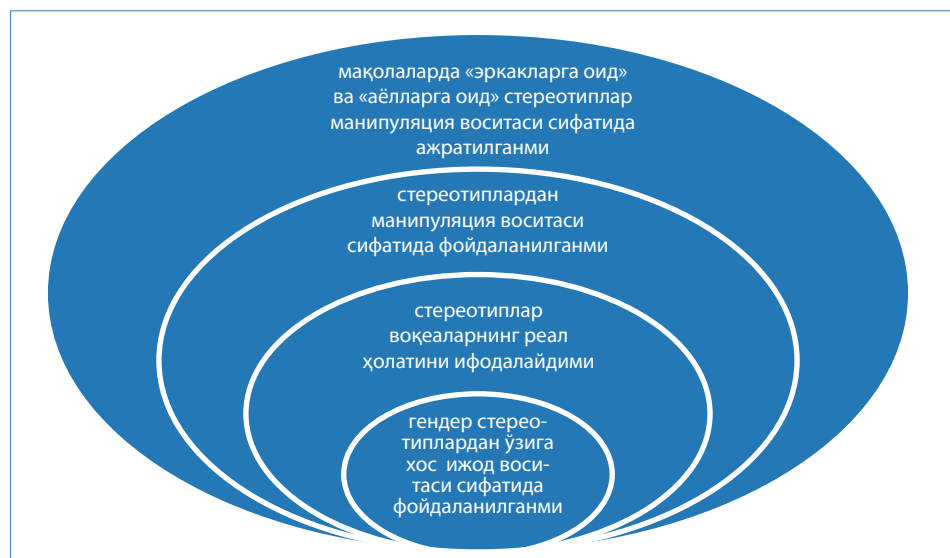 мақолаларда «эркакларга оид»
ва «аёлларга оид» стереотиплар
манипуляция воситаси сифатида
ажратилганми
стереотиплардан
манипуляция воситаси
сифатида фойдаланилганми
стереотиплар
воқеаларнинг реал
ҳолатини ифодалайдими
гендер стерео-
типлардан ўзига
хос ижод воси-
таси сифатида
фойдаланилганми